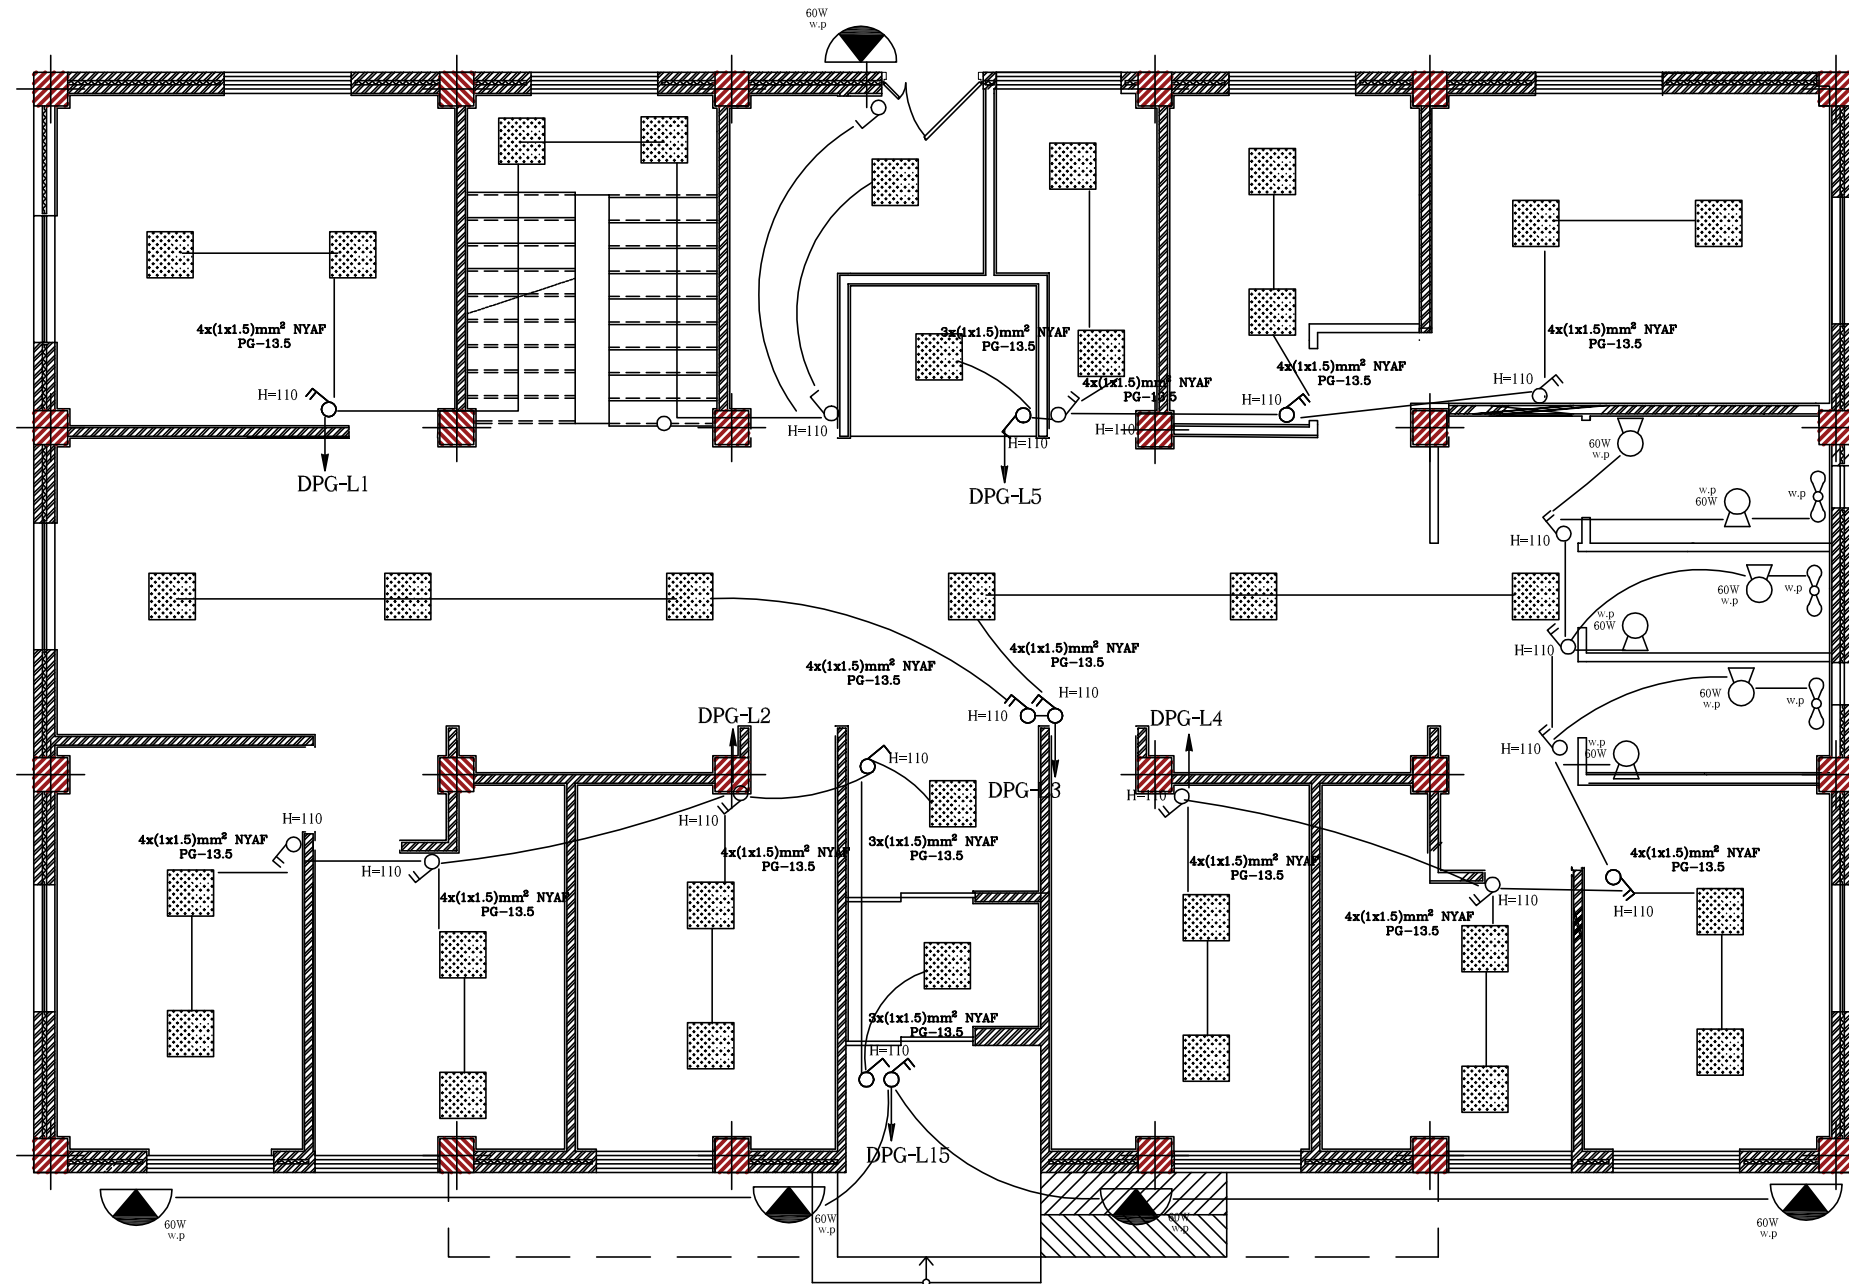 60W
w.p
4x(1x1.5)mm² NYAF
PG-13.5
3x(1x1.5)mm² NYAF
PG-13.5
4x(1x1.5)mm² NYAF
PG-13.5
H=110
4x(1x1.5)mm² NYAF
PG-13.5
H=110
4x(1x1.5)mm² NYAF
PG-13.5
H=110
H=110
H=110
H=110
60W
w.p
DPG-L1
DPG-L5
w.p
60W
w.p
H=110
60W
w.p
w.p
w.p
60W
H=110
4x(1x1.5)mm² NYAF
PG-13.5
4x(1x1.5)mm² NYAF
PG-13.5
H=110
H=110
60W
w.p
w.p
DPG-L2
DPG-L4
H=110
w.p
60W
H=110
DPG-L3
H=110
H=110
H=110
4x(1x1.5)mm² NYAF
PG-13.5
H=110
4x(1x1.5)mm² NYAF
PG-13.5
3x(1x1.5)mm² NYAF
PG-13.5
4x(1x1.5)mm² NYAF
PG-13.5
4x(1x1.5)mm² NYAF
PG-13.5
4x(1x1.5)mm² NYAF
PG-13.5
H=110
4x(1x1.5)mm² NYAF
PG-13.5
H=110
3x(1x1.5)mm² NYAF
PG-13.5
H=110
DPG-L15
60W
w.p
60W
w.p
60W
w.p
60W
w.p